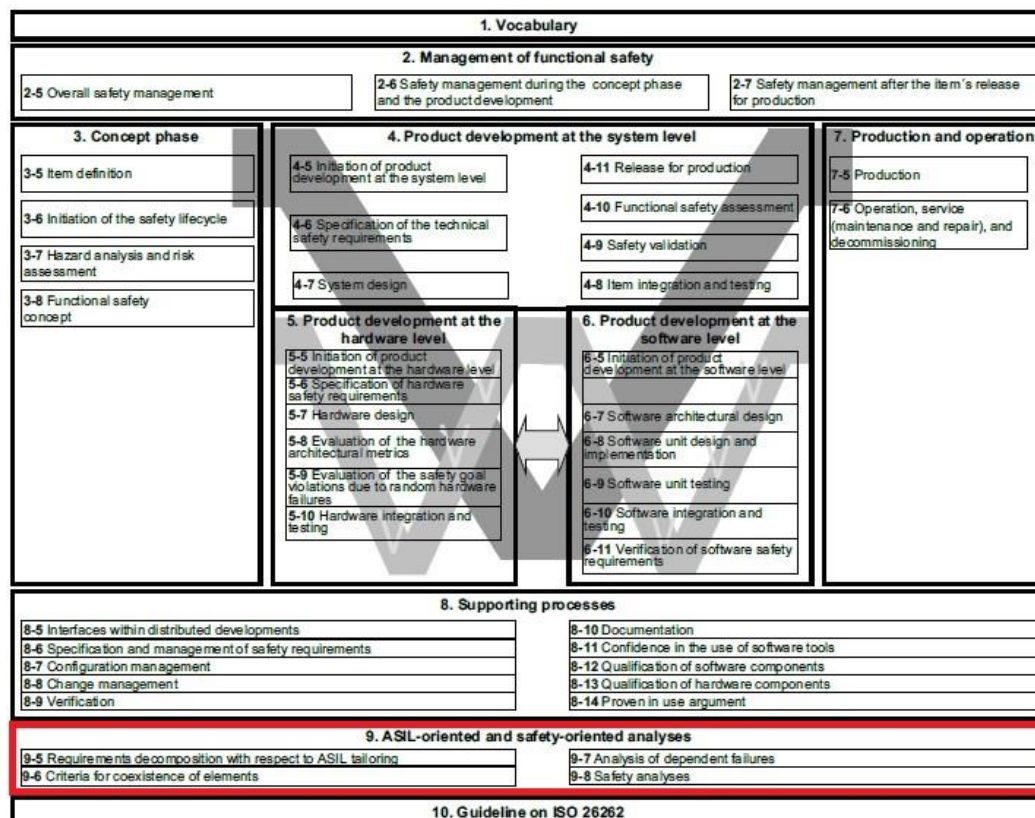 1. Vocabulary
2. Management of functional safety
2-5 Overall safety management
2-6 Safety management during the concept phase
and the product development
2-7 Safety management after the item´s release
for production
3. Concept phase
3-5 Item definition
3-6 Initiation of the safety lifecycle
3-7 Hazard analysis and risk
assessment
3-8 Functional safety
concept
4. Product development at the system level
4-5 Initiation of product
development at the system level
4-6 Specification of the technical
safety requirements
4-7 System design
4-11 Release for production
4-10 Functional safety assessment
4-9 Safety validation
4-8 Item integration and testing
7. Production and operation
7-5 Production
7-6 Operation, service
(maintenance and repair), and
decommissioning
5. Product development at the
hardware level
5-5 Initiation of product
development at the hardware level
5-6 Specification of hardware
safety requirements
5-7 Hardware design
5-8 Evaluation of the hardware
architectural metrics
5-9 Evaluation of the safety goal
violations due to random hardware
failures
5-10 Hardware integration and
testing
6. Product development at the
software level
6-5 Initiation of product
development at the software level
6-7 Software architectural design
6-8 Software unit design and
implementation
6-9 Software unit testing
6-10 Software integration and
testing
6-11 Verification of software safety
requirements
8. Supporting processes
8-5 Interfaces within distributed developments
8-6 Specification and management of safety requirements
8-7 Configuration management
8-8 Change management
8-9 Verification
8-10 Documentation
8-11 Confidence in the use of software tools
8-12 Qualification of software components
8-13 Qualification of hardware components
8-14 Proven in use argument
9. ASIL-oriented and safety-oriented analyses
9-5 Requirements decomposition with respect to ASIL tailoring
9-6 Criteria for coexistence of elements
9-7 Analysis of dependent failures
9-8 Safety analyses
10. Guideline on ISO 26262